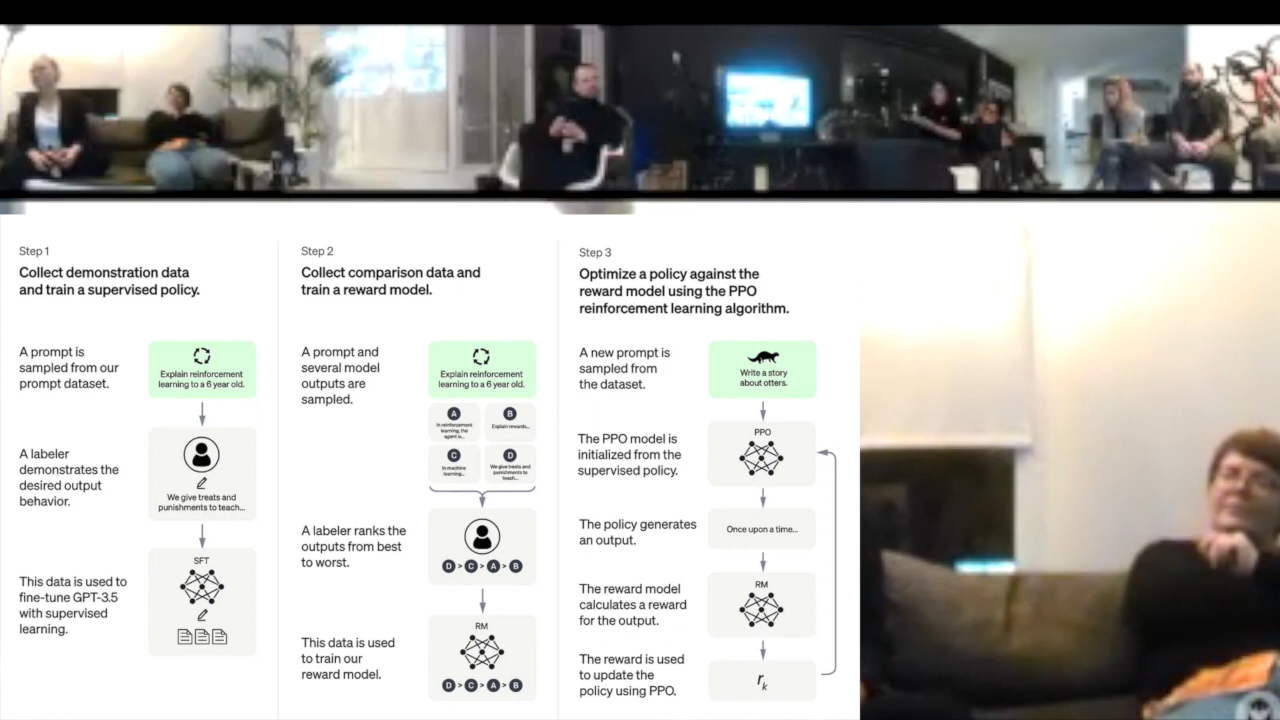 Step 1
Collect demonstration data
and train a supervised policy.
A prompt is
sampled from our
prompt dataset.
Explain reinforcement
learning to a 6 year old.
A labeler
demonstrates the
desired output
behavior.
We give treats and
punishments to teach...
This data is used to
fine-tune GPT-3.5
with supervised
learning.
SFT
Step 2
Collect comparison data and
train a reward model.
A prompt and
several model
outputs are
sampled.
Explain reinforcement
learning to a 6 year old.
A
In reinforcement
learning, the
agent is...
B
Explain rewards...
C
In machine
learning...
D
We give treats and
punishments to
teach...
A labeler ranks the
outputs from best
to worst.
D > C > A > B
This data is used
to train our
reward model.
RM
D > C > A > B
Step 3
Optimize a policy against the
reward model using the PPO
reinforcement learning algorithm.
A new prompt is
sampled from
the dataset.
Write a story
about otters.
The PPO model is
initialized from the
supervised policy.
PPO
The policy generates
an output.
Once upon a time...
The reward model
calculates a reward
for the output.
RM
The reward is used
to update the
policy using PPO.
rk